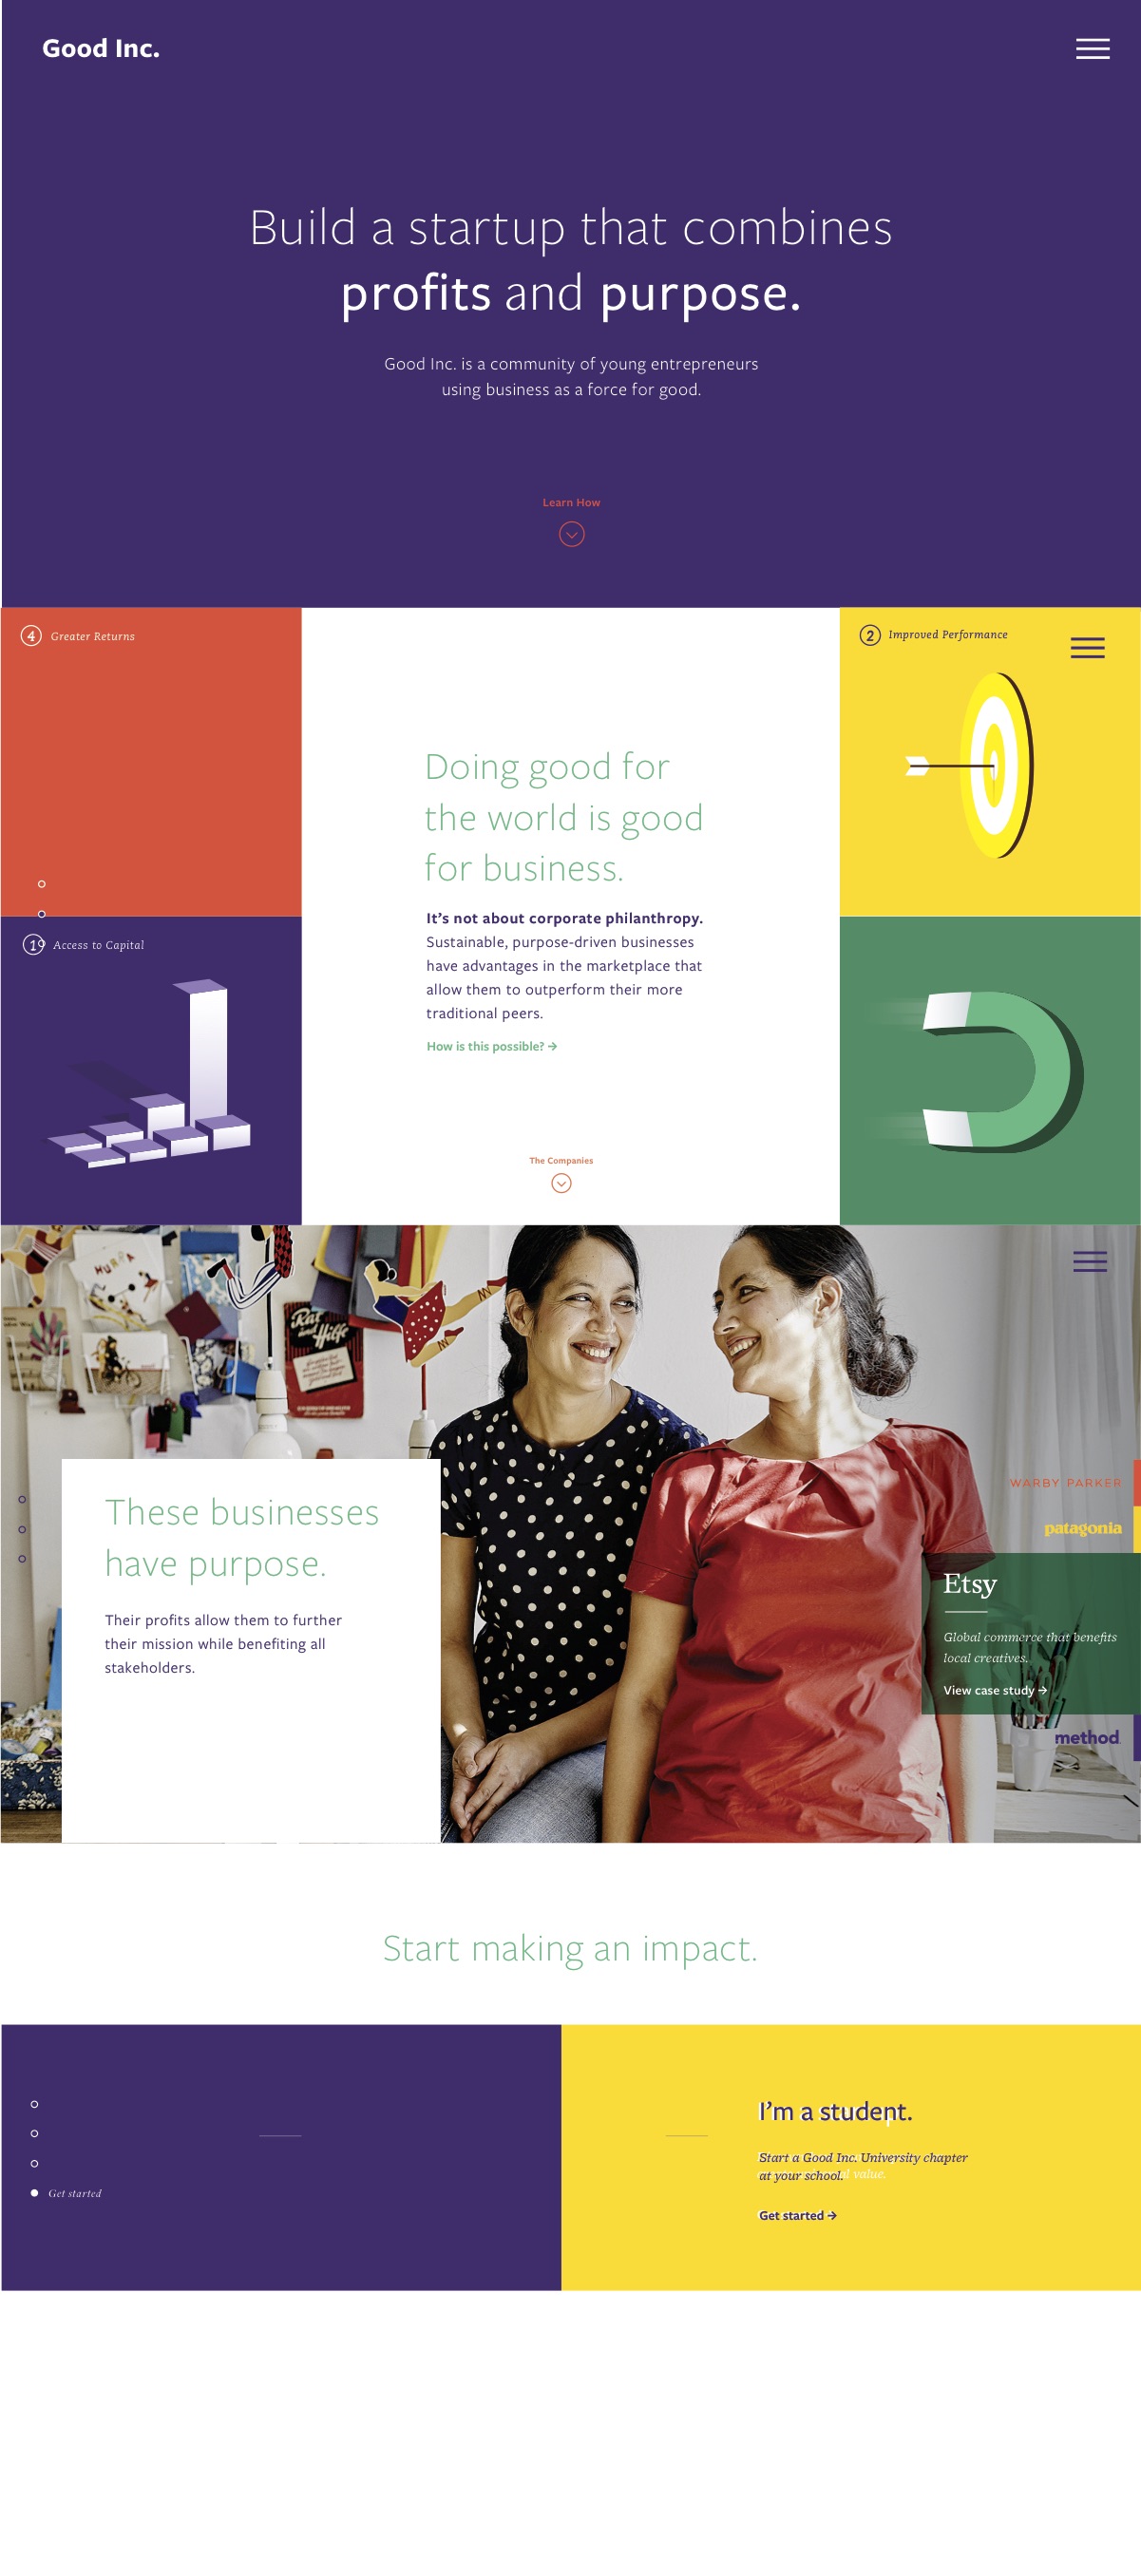 Good Inc.
Build a startup that combines
profits and purpose.
Good Inc. is a community of young entrepreneurs
using business as a force for good.
Learn How
4 Greater Returns
2 Improved Performance
Doing good for
the world is good
for business.
It's not about corporate philanthropy.
Sustainable, purpose-driven businesses
have advantages in the marketplace that
allow them to outperform their more
traditional peers.
How is this possible? →
1 Access to Capital
The Companies
HURRA
Rat und Hilfe
These businesses
have purpose.
Their profits allow them to further
their mission while benefiting all
stakeholders.
WARBY PARKER
patagonia
Etsy
Global commerce that benefits
local creatives.
View case study →
method
Start making an impact.
Get started
I'm a student.
Start a Good Inc. University chapter
at your school.
value.
Get started →